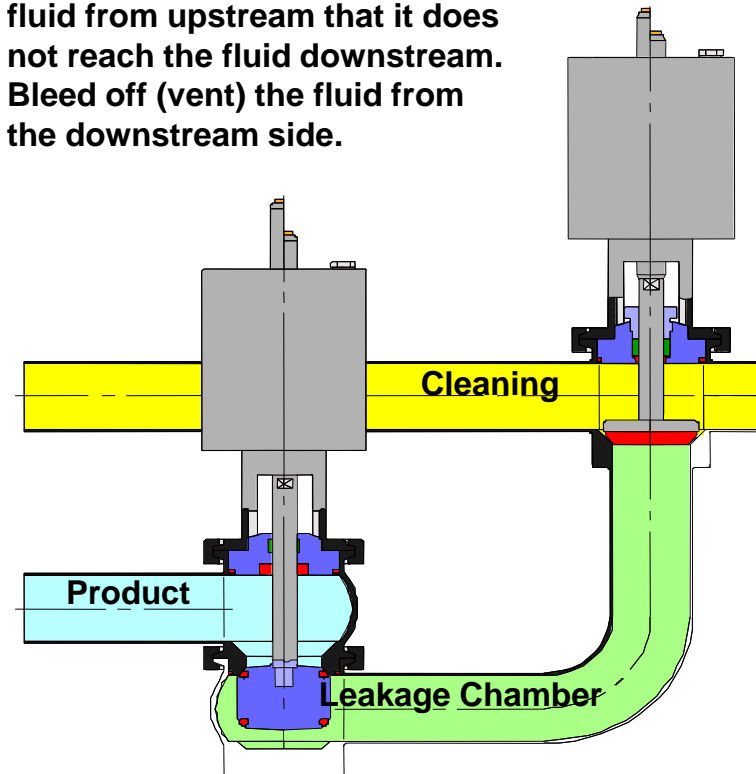 fluid from upstream that it does
not reach the fluid downstream.
Bleed off (vent) the fluid from
the downstream side.
Cleaning
Product
Leakage Chamber